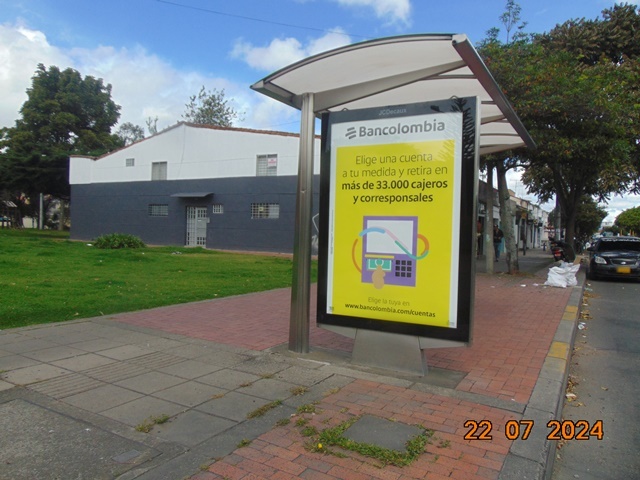 JCDecaux
Bancolombia
Elige una cuenta
a tu medida y retira en
más de 33.000 cajeros
y corresponsales
Elige la tuya en
www.bancolombia.com/cuentas
22 07 2024